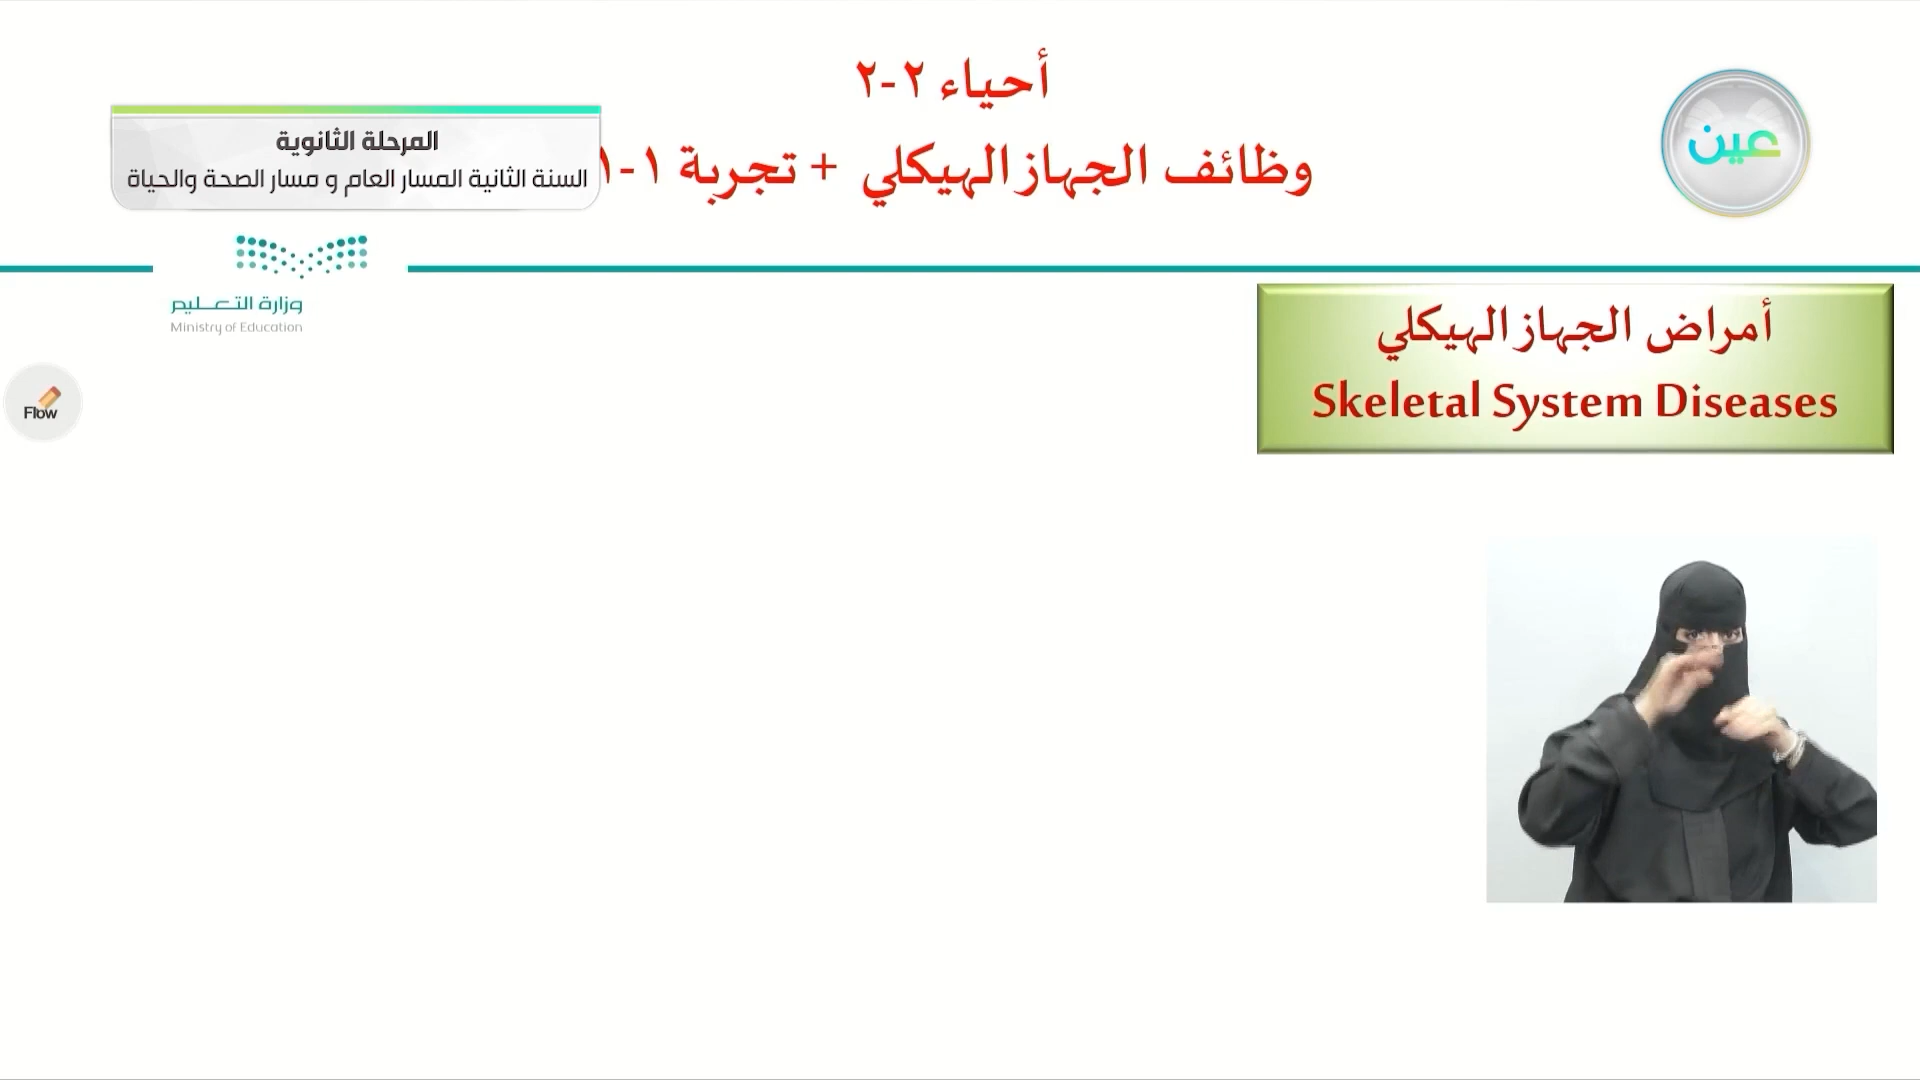 أحياء ٢-٢
وظائف الجهاز الهيكلي + تجربة ١-١
عين
المرحلة الثانوية
السنة الثانية المسار العام و مسار الصحة والحياة
وزارة التعليم
Ministry of Education
أمراض الجهاز الهيكلي
Skeletal System Diseases
Flow